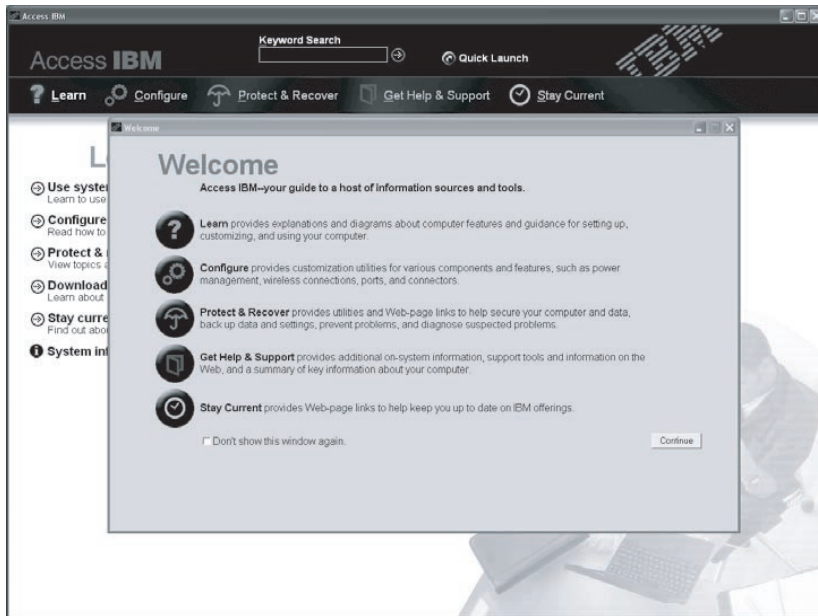 Access IBM
Keyword Search
Access IBM
Quick Launch
IBM
Learn
Configure
Protect & Recover
Get Help & Support
Stay Current
Welcome
Welcome
Access IBM--your guide to a host of information sources and tools.
Use syste
Learn to use
Configure
Read how to
Protect &
View topics
Download
Learn about
Stay curre
Find out abo
System inf
Learn provides explanations and diagrams about computer features and guidance for setting up,
customizing, and using your computer.
Configure provides customization utilities for various components and features, such as power
management, wireless connections, ports, and connectors.
Protect & Recover provides utilities and Web-page links to help secure your computer and data,
back up data and settings, prevent problems, and diagnose suspected problems.
Get Help & Support provides additional on-system information, support tools and information on the
Web, and a summary of key information about your computer.
Stay Current provides Web-page links to help keep you up to date on IBM offerings.
Don't show this window again.
Continue